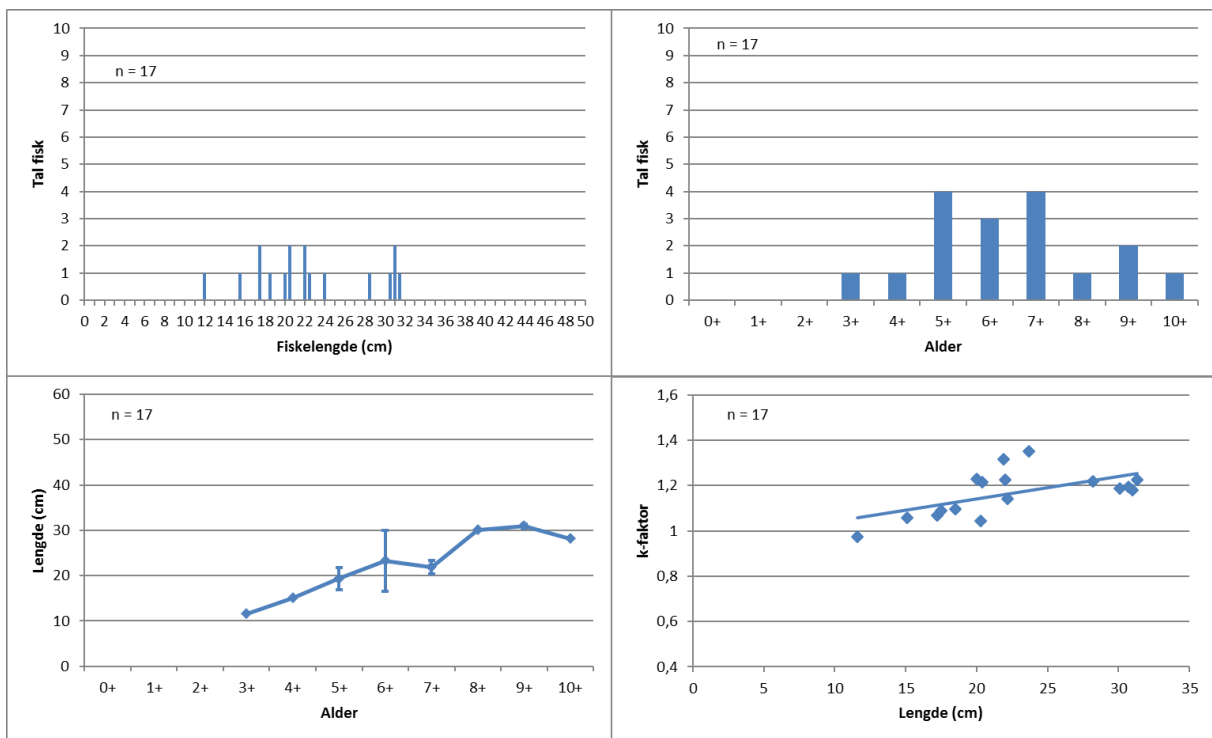 10
9
8
7
6
5
4
3
2
1
0
Tal fisk
n = 17
0 2 4 6 8 10 12 14 16 18 20 22 24 26 28 30 32 34 36 38 40 42 44 46 48 50
Fiskelengde (cm)
10
9
8
7
6
5
4
3
2
1
0
Tal fisk
n = 17
0+ 1+ 2+ 3+ 4+ 5+ 6+ 7+ 8+ 9+ 10+
Alder
60
50
40
30
20
10
0
Lengde (cm)
n = 17
0+ 1+ 2+ 3+ 4+ 5+ 6+ 7+ 8+ 9+ 10+
Alder
1,6
1,4
1,2
1
0,8
0,6
0,4
k-faktor
n = 17
0 5 10 15 20 25 30 35
Lengde (cm)